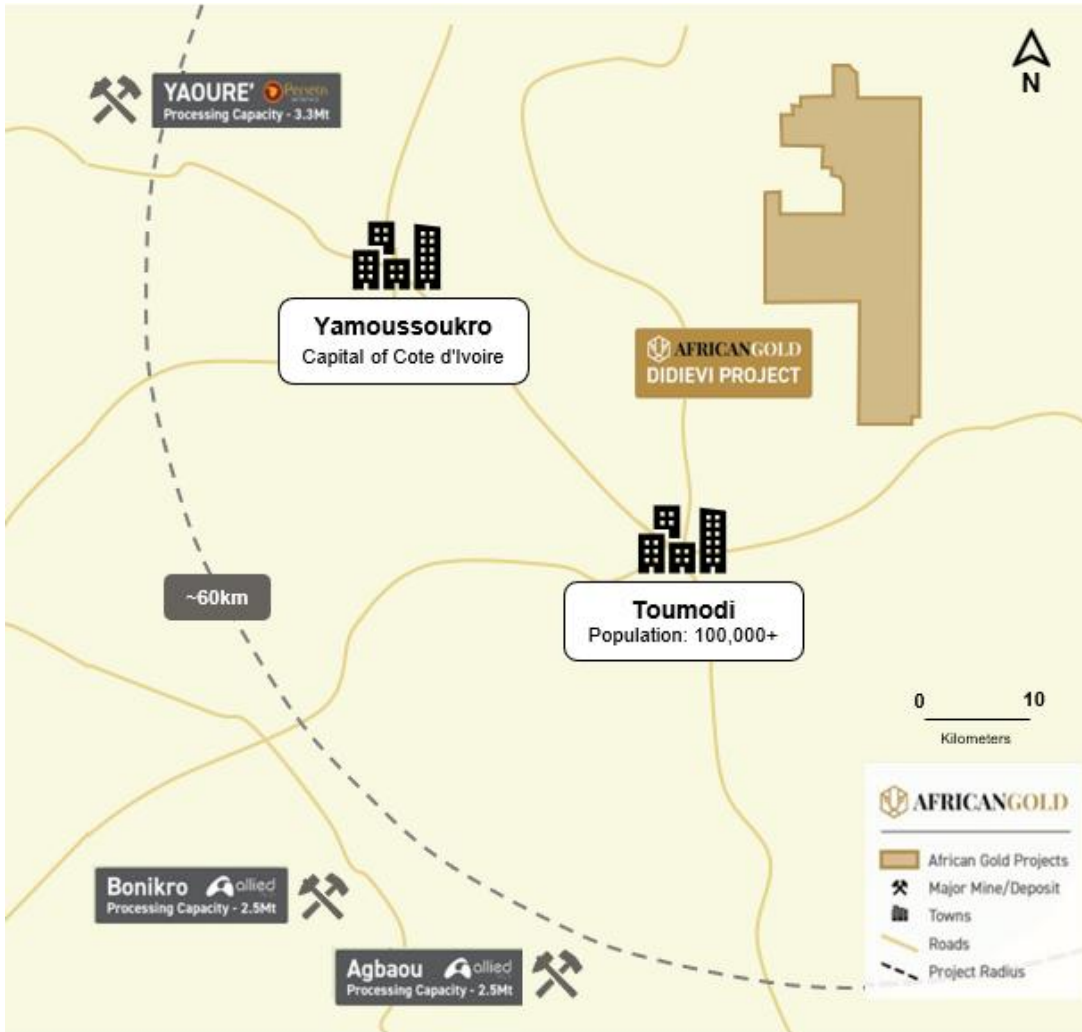 N
YAOURE' Perseus
Processing Capacity - 3.3Mt
Yamoussoukro
Capital of Cote d'Ivoire
AFRICANGOLD
DIDIEVI PROJECT
~60km
Toumodi
Population: 100,000+
0 10
Kilometers
AFRICANGOLD
African Gold Projects
Major Mine/Deposit
Towns
Roads
Project Radius
Bonikro allied
Processing Capacity - 2.5Mt
Agbaou allied
Processing Capacity - 2.5Mt